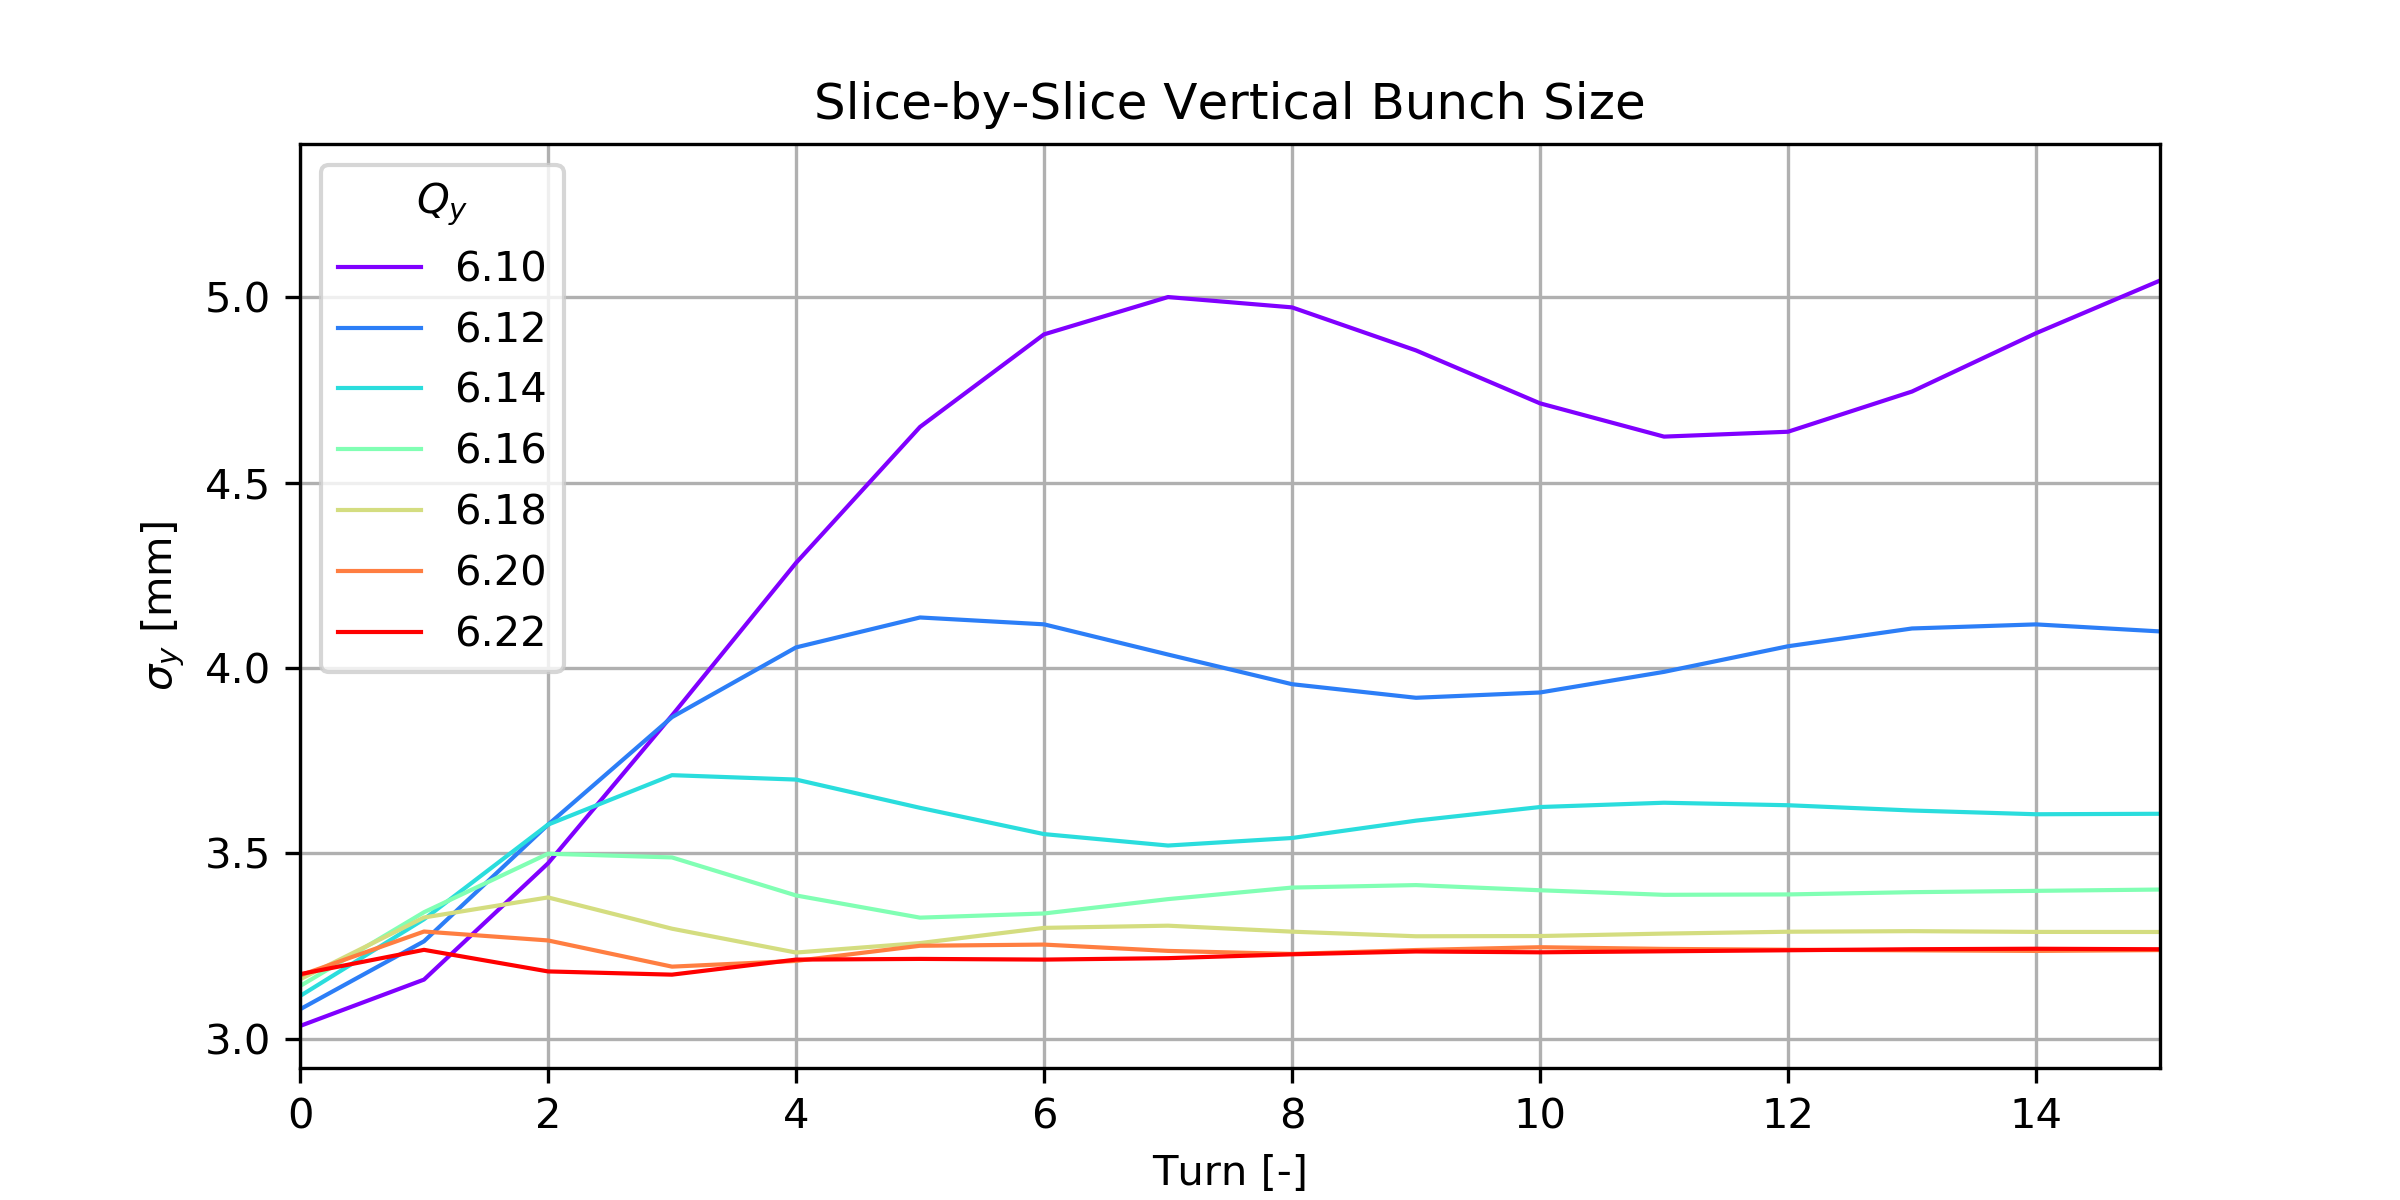 Slice-by-Slice Vertical Bunch Size
Q_y
6.10
6.12
6.14
6.16
6.18
6.20
6.22
5.0
4.5
4.0
3.5
3.0
σ_y [mm]
0 2 4 6 8 10 12 14
Turn [-]